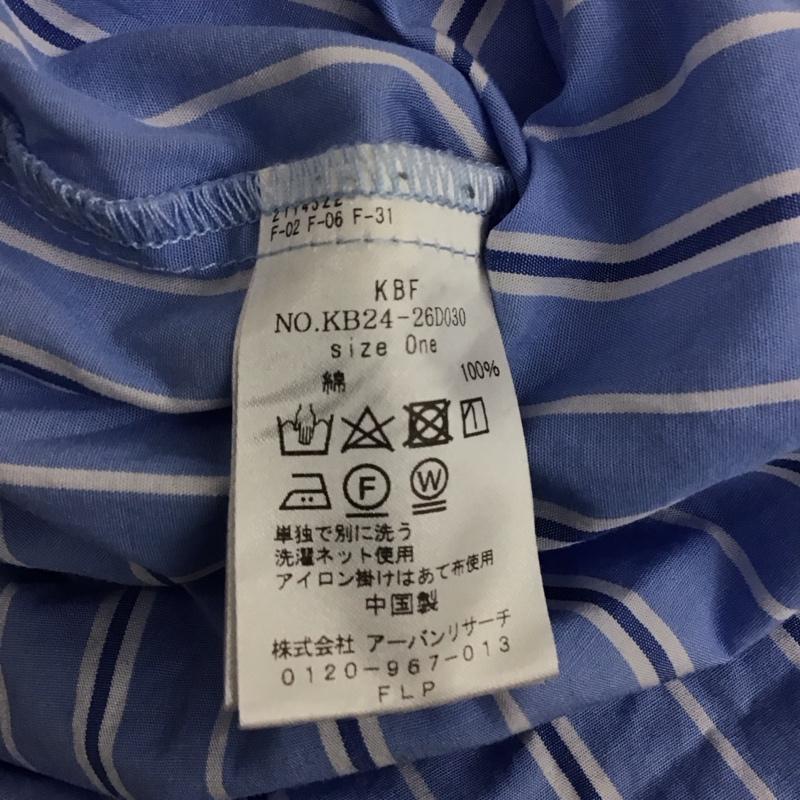 F-02 F-06 F-31
KBF
NO.KB24-26D030
size One
綿 100%
F W
単独で別に洗う
洗濯ネット使用
アイロン掛けはあて布使用
中国製
株式会社 アーバンリサーチ
0120-967-013
FLP